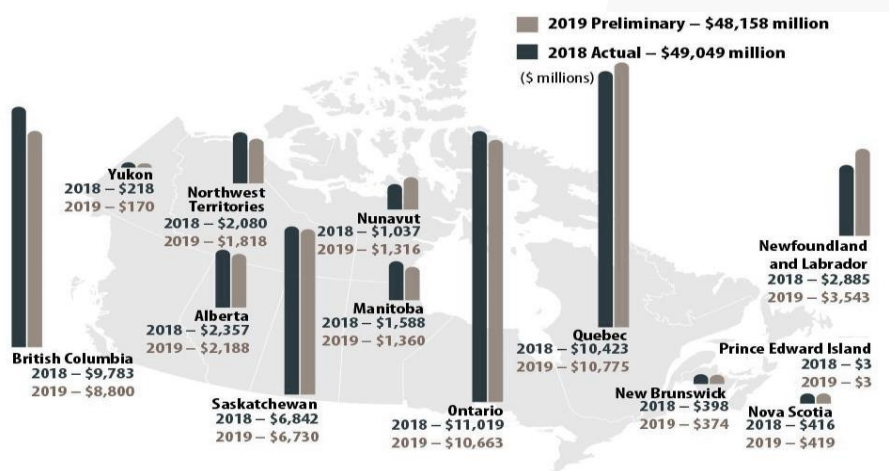 2019 Preliminary – $48,158 million
2018 Actual – $49,049 million
($ millions)
Yukon
2018 – $218
2019 – $170
Northwest
Territories
2018 – $2,080
2019 – $1,818
Nunavut
2018 – $1,037
2019 – $1,316
Newfoundland
and Labrador
2018 – $2,885
2019 – $3,543
Alberta
2018 – $2,357
2019 – $2,188
Manitoba
2018 – $1,588
2019 – $1,360
Quebec
2018 – $10,423
2019 – $10,775
Prince Edward Island
2018 – $3
2019 – $3
British Columbia
2018 – $9,783
2019 – $8,800
Saskatchewan
2018 – $6,842
2019 – $6,730
Ontario
2018 – $11,019
2019 – $10,663
New Brunswick
2018 – $398
2019 – $374
Nova Scotia
2018 – $416
2019 – $419